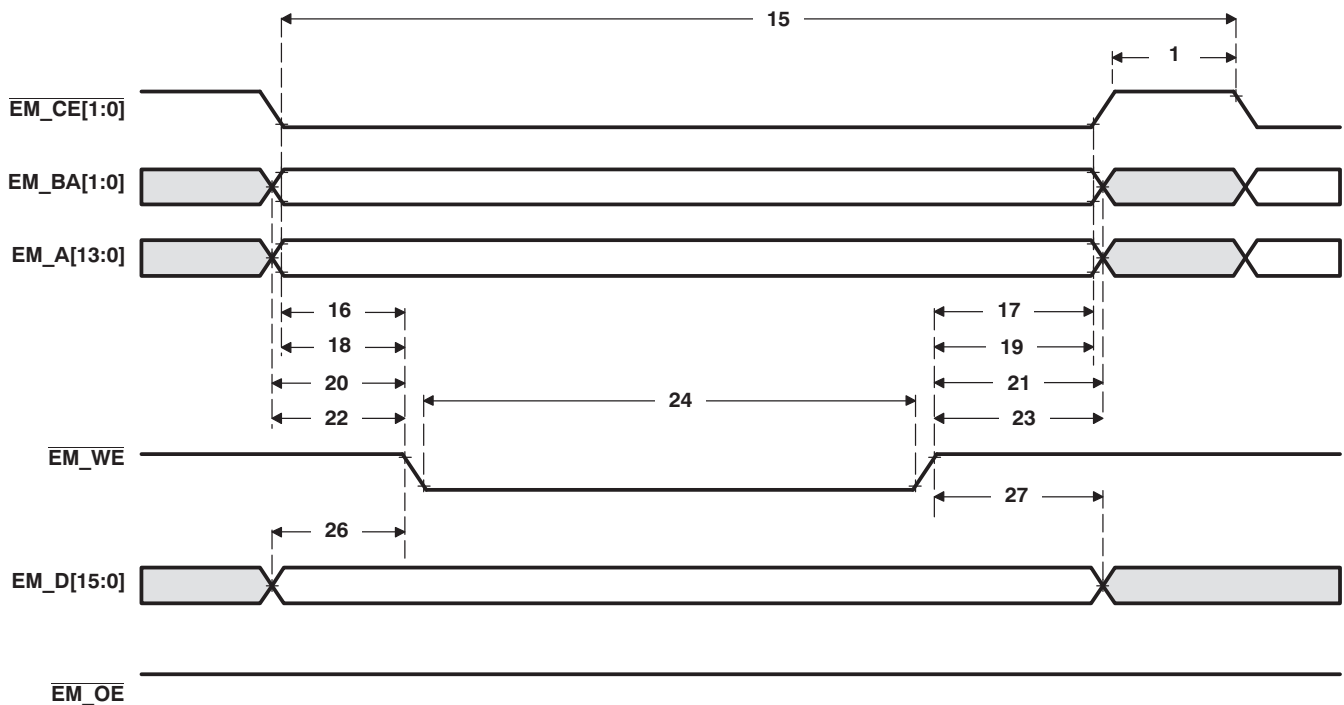 15
1
EM_CE[1:0]
EM_BA[1:0]
EM_A[13:0]
16 17
18 19
20 21
24
22 23
EM_WE
27
26
EM_D[15:0]
EM_OE